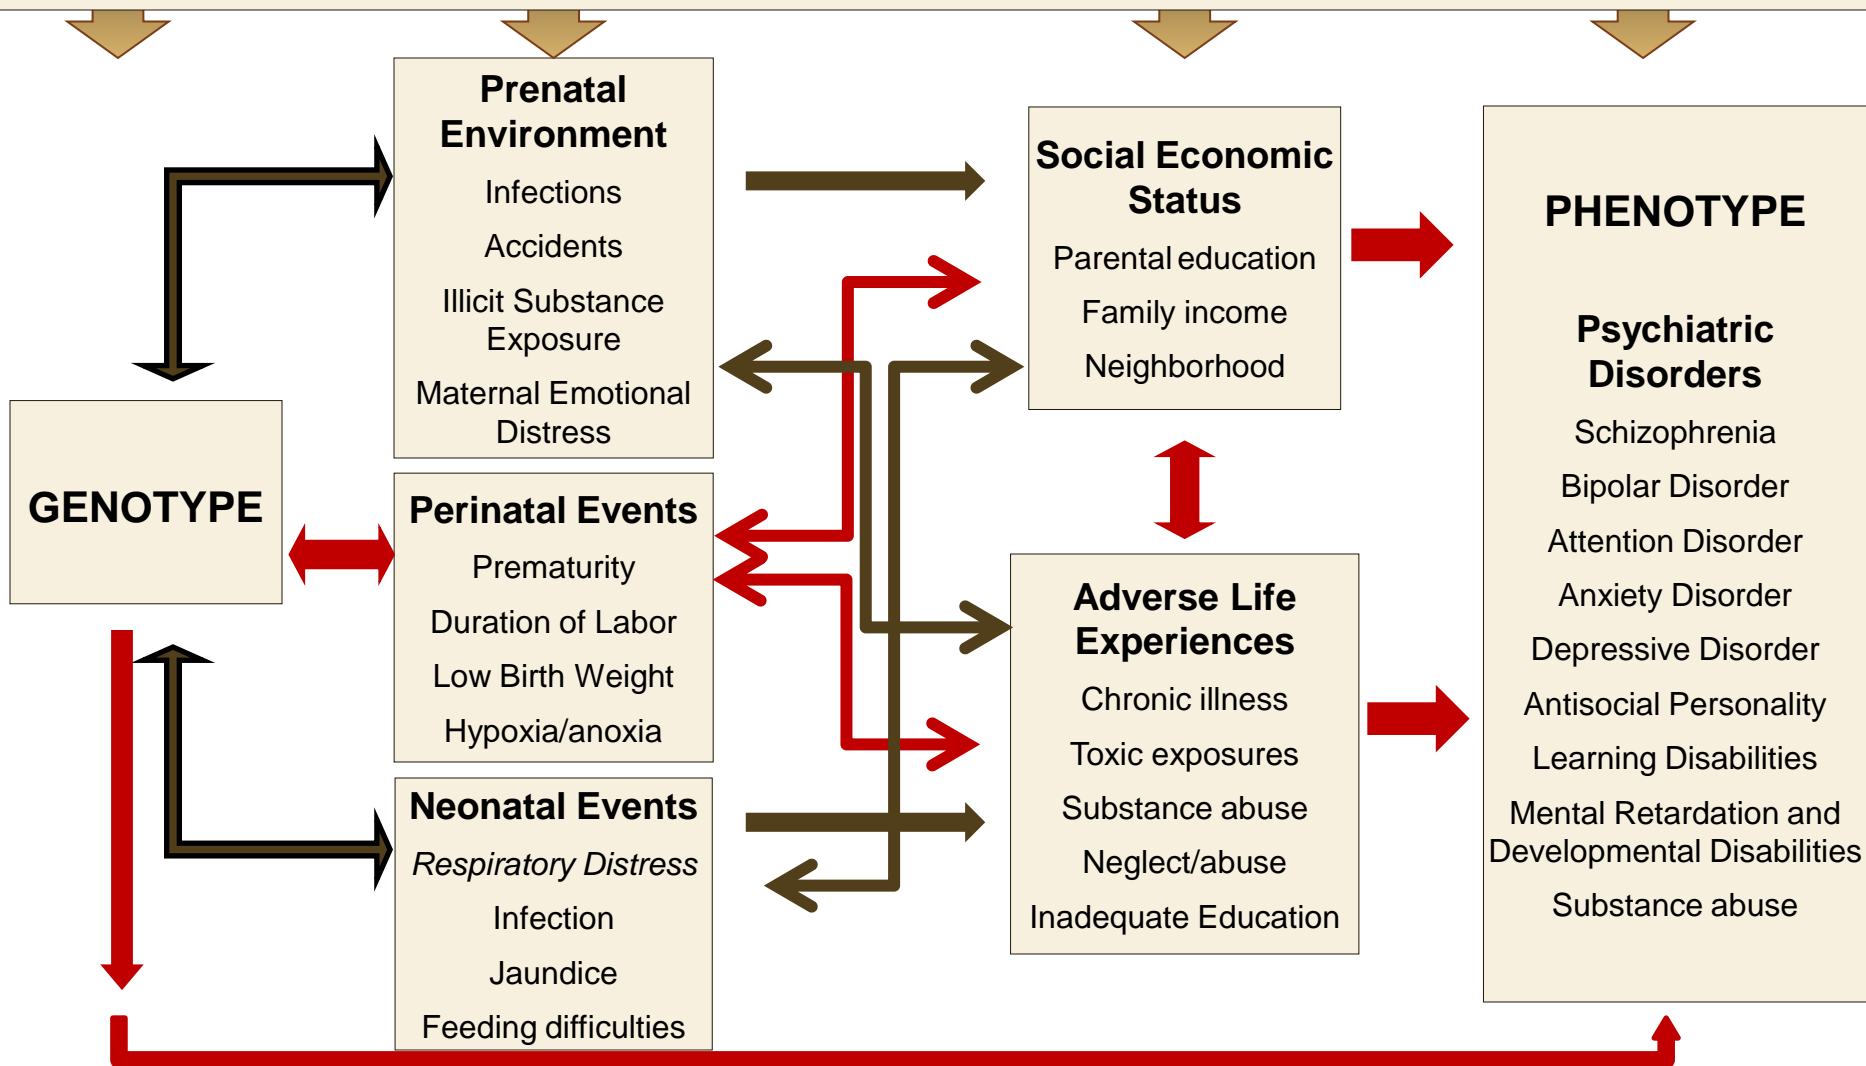 GENOTYPE
Prenatal
Environment
Infections
Accidents
Illicit Substance
Exposure
Maternal Emotional
Distress
Perinatal Events
Prematurity
Duration of Labor
Low Birth Weight
Hypoxia/anoxia
Neonatal Events
Respiratory Distress
Infection
Jaundice
Feeding difficulties
Social Economic
Status
Parental education
Family income
Neighborhood
Adverse Life
Experiences
Chronic illness
Toxic exposures
Substance abuse
Neglect/abuse
Inadequate Education
PHENOTYPE
Psychiatric
Disorders
Schizophrenia
Bipolar Disorder
Attention Disorder
Anxiety Disorder
Depressive Disorder
Antisocial Personality
Learning Disabilities
Mental Retardation and
Developmental Disabilities
Substance abuse